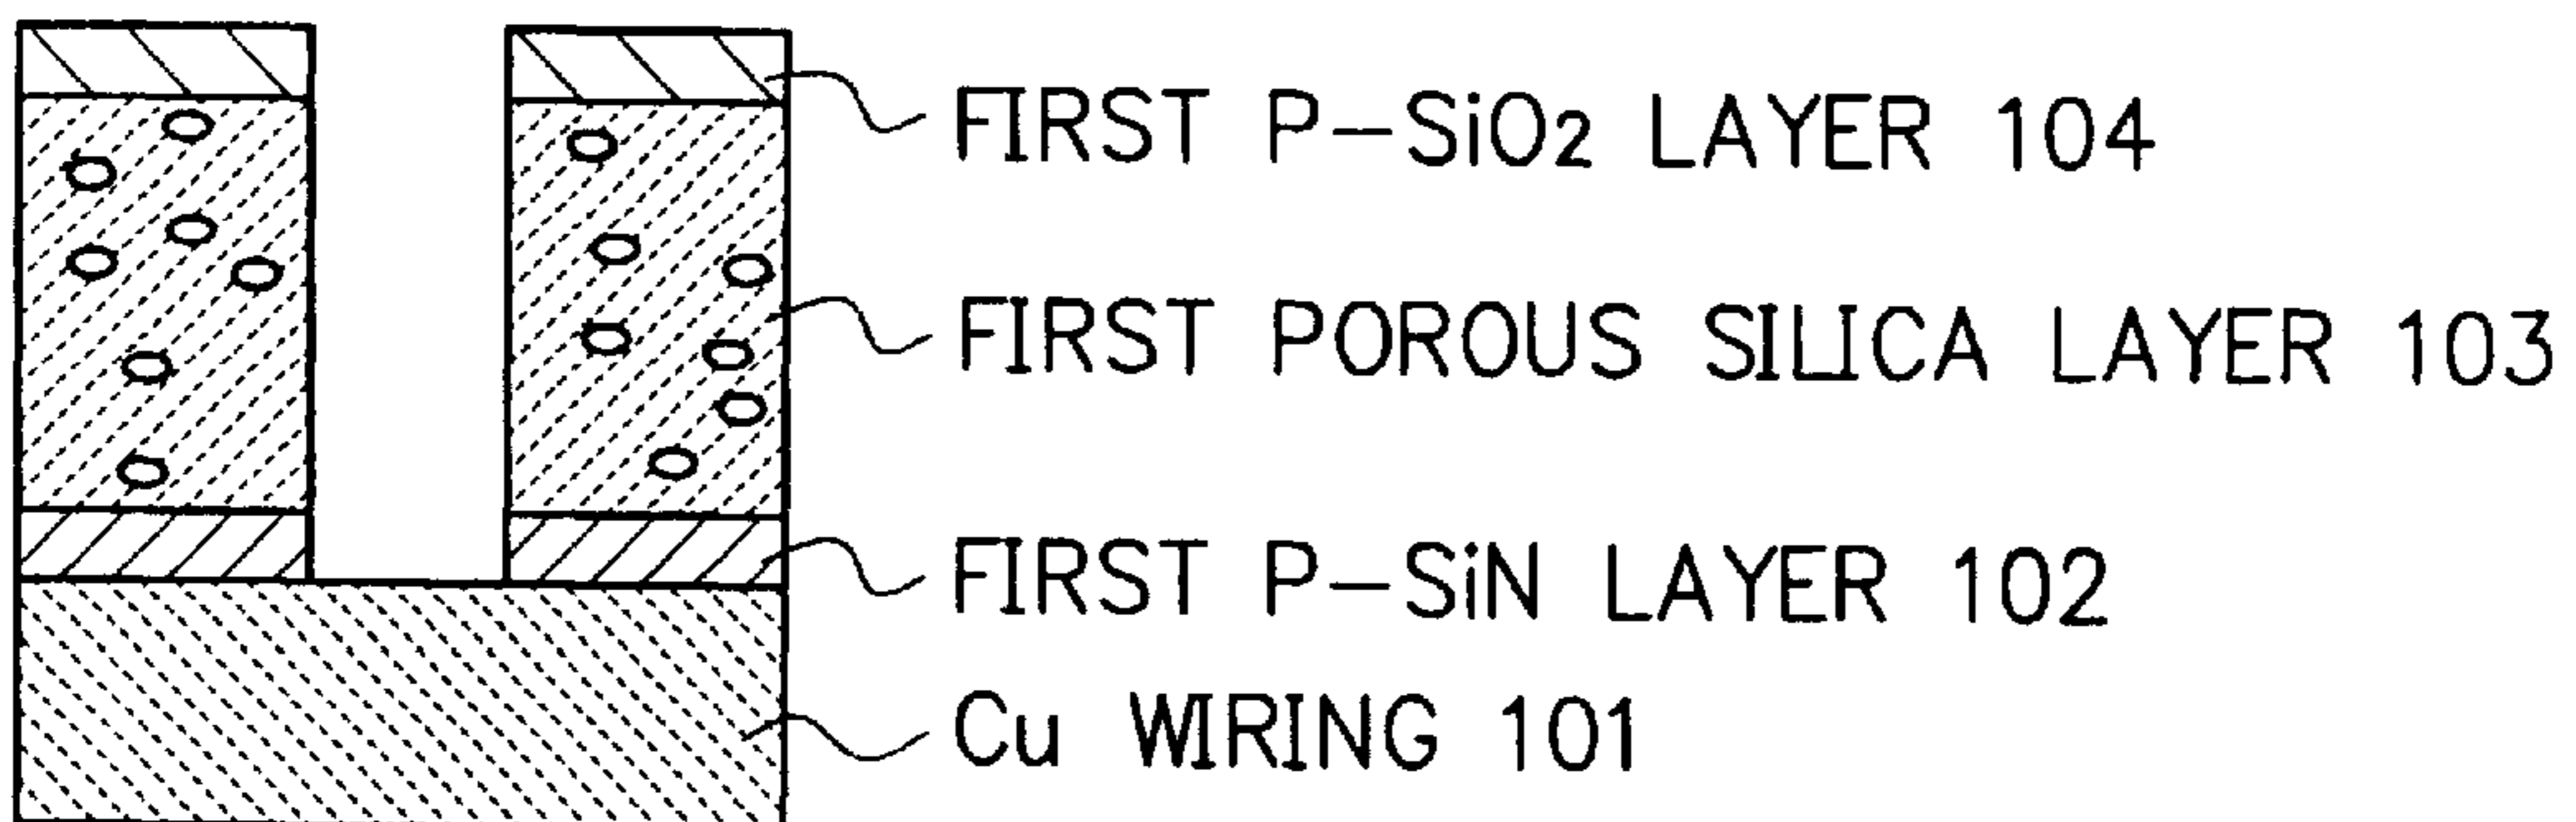 FIRST P-SiO2 LAYER 104
FIRST POROUS SILICA LAYER 103
FIRST P-SiN LAYER 102
Cu WIRING 101